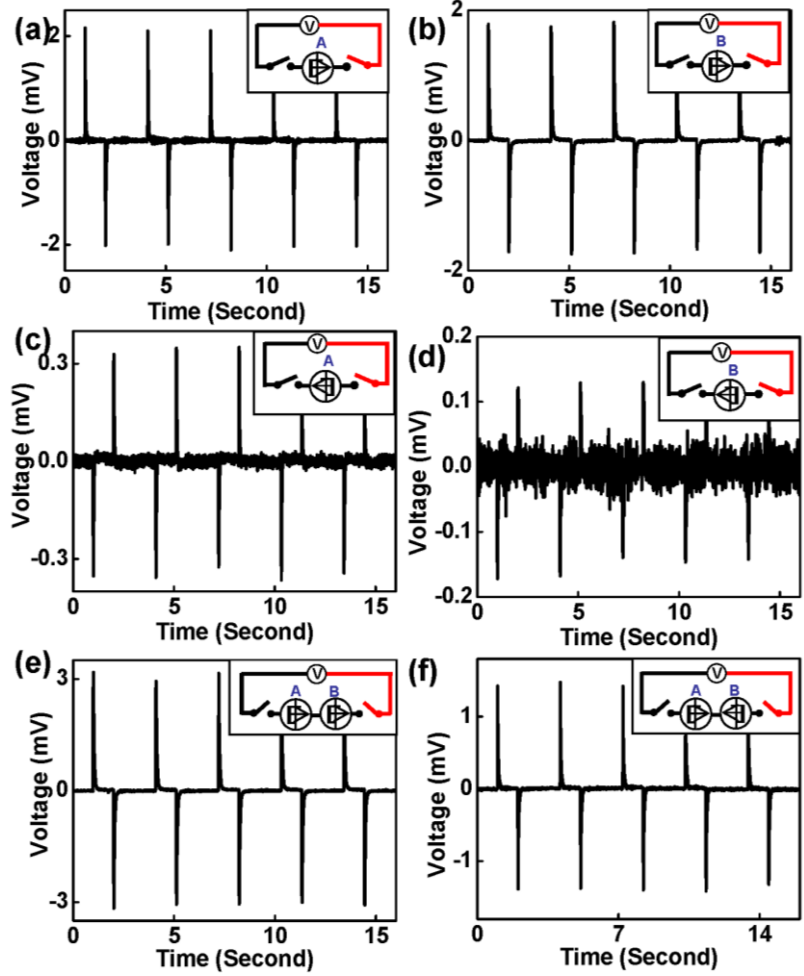 (a)
V
A
2
0
-2
Voltage (mV)
0 5 10 15
Time (Second)
(b)
V
B
2
0
-2
Voltage (mV)
0 5 10 15
Time (Second)
(c)
V
A
0.3
0.0
-0.3
Voltage (mV)
0 5 10 15
Time (Second)
(d)
V
B
0.2
0.1
0.0
-0.1
-0.2
Voltage (mV)
0 5 10 15
Time (Second)
(e)
V
A B
3
0
-3
Voltage (mV)
0 5 10 15
Time (Second)
(f)
V
A B
1
0
-1
Voltage (mV)
0 7 14
Time (Second)